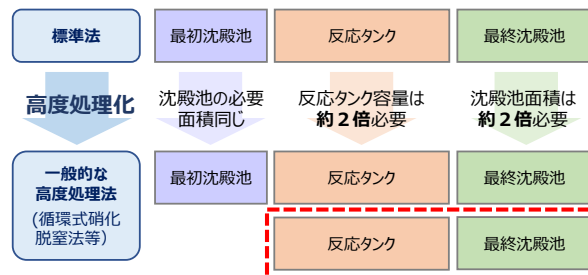 標準法
最初沈殿池
反応タンク
最終沈殿池
高度処理化
沈殿池の必要
面積同じ
反応タンク容量は
約２倍必要
沈殿池面積は
約２倍必要
一般的な
高度処理法
(循環式硝化
脱窒法等)
最初沈殿池
反応タンク
最終沈殿池
反応タンク
最終沈殿池